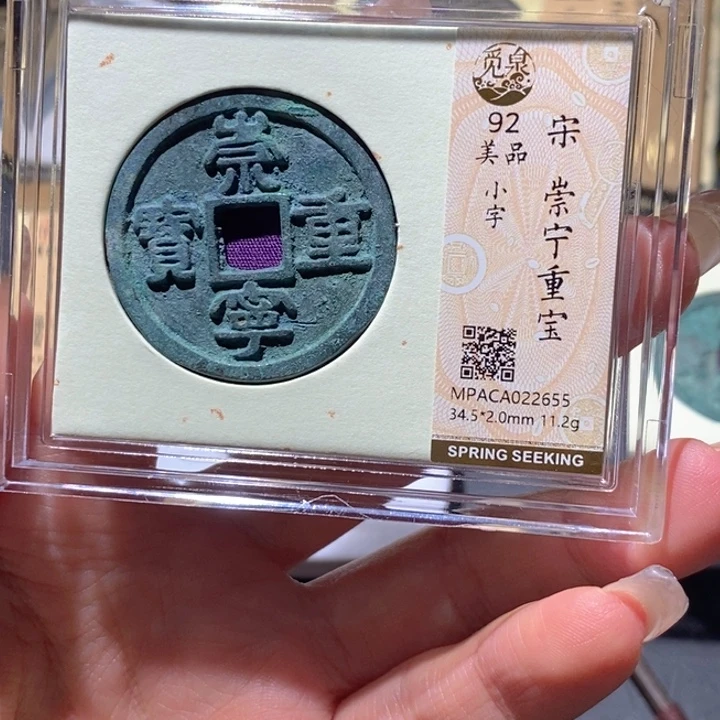 崇
重
寶
寧
觅泉
92
美品
小字
宋 崇宁重宝
MPACA022655
34.5*2.0mm 11.2g
SPRING SEEKING